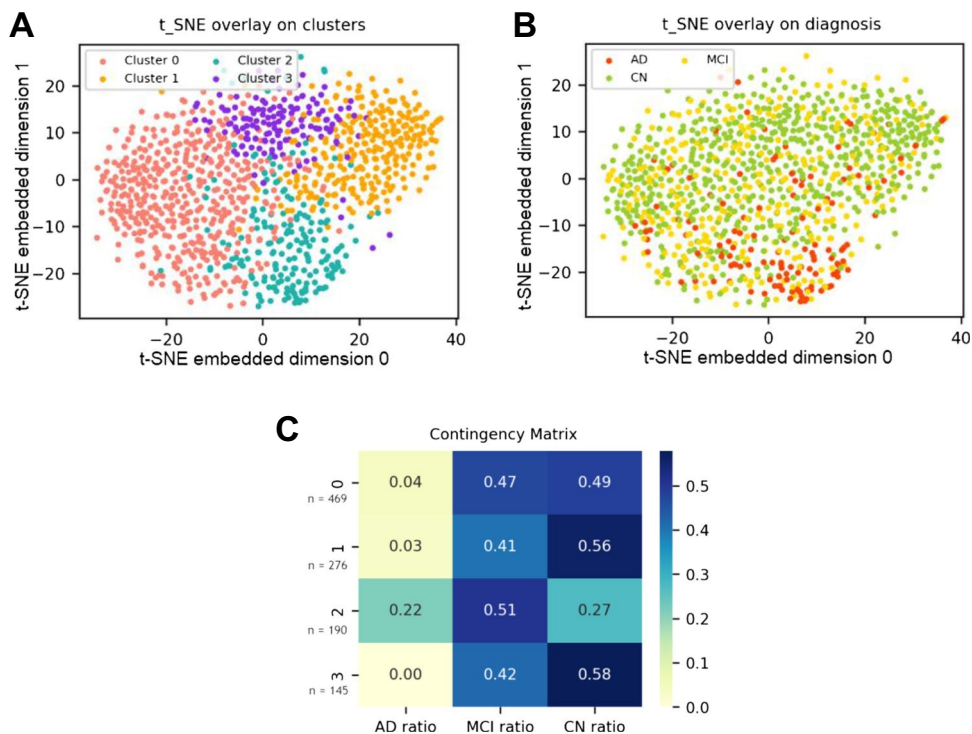 A
t_SNE overlay on clusters
Cluster 0 Cluster 2
Cluster 1 Cluster 3
t-SNE embedded dimension 1
20
10
0
−10
−20
−20 0 20 40
t-SNE embedded dimension 0
B
t_SNE overlay on diagnosis
AD MCI
CN
t-SNE embedded dimension 1
20
10
0
−10
−20
−20 0 20 40
t-SNE embedded dimension 0
C
Contingency Matrix
0 0.04 0.47 0.49
n = 469
1 0.03 0.41 0.56
n = 276
2 0.22 0.51 0.27
n = 190
3 0.00 0.42 0.58
n = 145
AD ratio MCI ratio CN ratio
0.5
0.4
0.3
0.2
0.1
0.0